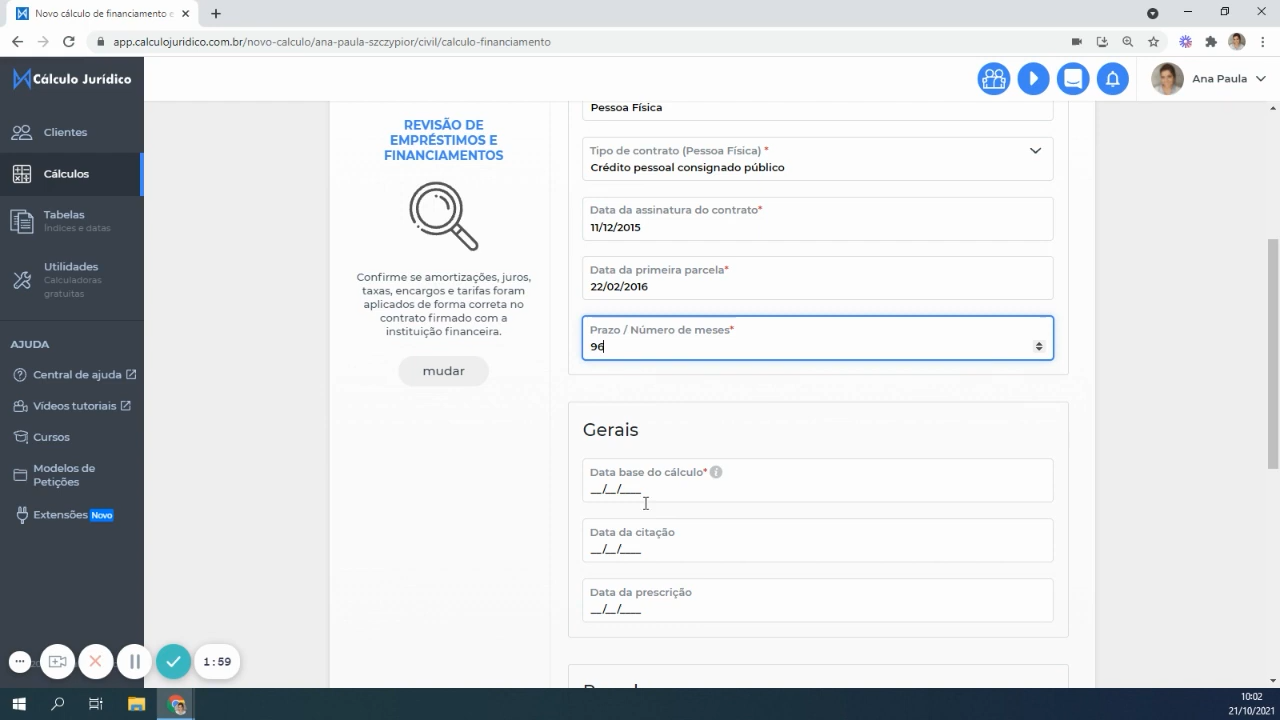 Novo cálculo de financiamento e
app.calculojuridico.com.br/novo-calculo/ana-paula-szczypior/civil/calculo-financiamento
Cálculo Jurídico
Ana Paula
Clientes
Cálculos
Tabelas
Índices e datas
Utilidades
Calculadoras
gratuitas
AJUDA
Central de ajuda
Vídeos tutoriais
Cursos
Modelos de
Petições
Extensões Novo
REVISÃO DE
EMPRÉSTIMOS E
FINANCIAMENTOS
Confirme se amortizações, juros,
taxas, encargos e tarifas foram
aplicados de forma correta no
contrato firmado com a
instituição financeira.
mudar
Pessoa Física
Tipo de contrato (Pessoa Física) *
Crédito pessoal consignado público
Data da assinatura do contrato*
11/12/2015
Data da primeira parcela*
22/02/2016
Prazo / Número de meses*
96
Gerais
Data base do cálculo* i
__/__/____
Data da citação
__/__/____
Data da prescrição
__/__/____
1:59
10:02
21/10/2021